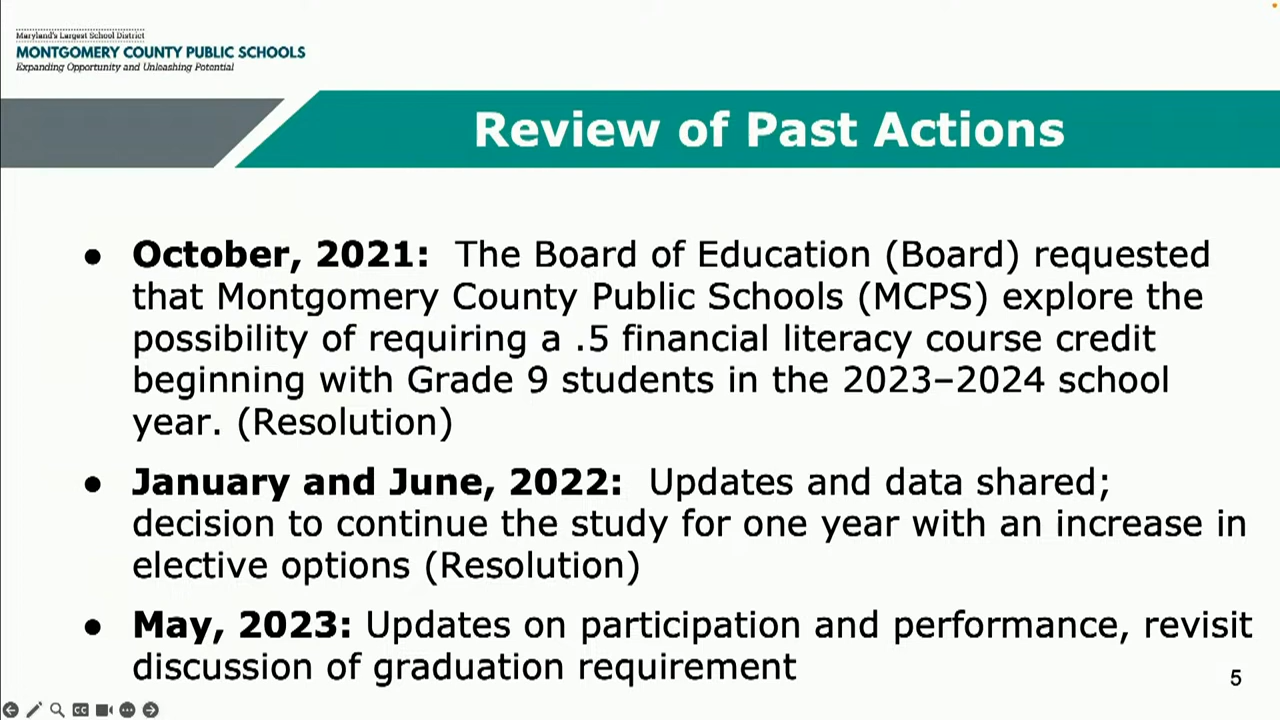 Maryland's Largest School District
MONTGOMERY COUNTY PUBLIC SCHOOLS
Expanding Opportunity and Unleashing Potential
Review of Past Actions
● October, 2021: The Board of Education (Board) requested
that Montgomery County Public Schools (MCPS) explore the
possibility of requiring a .5 financial literacy course credit
beginning with Grade 9 students in the 2023–2024 school
year. (Resolution)
● January and June, 2022: Updates and data shared;
decision to continue the study for one year with an increase in
elective options (Resolution)
● May, 2023: Updates on participation and performance, revisit
discussion of graduation requirement
5
CC